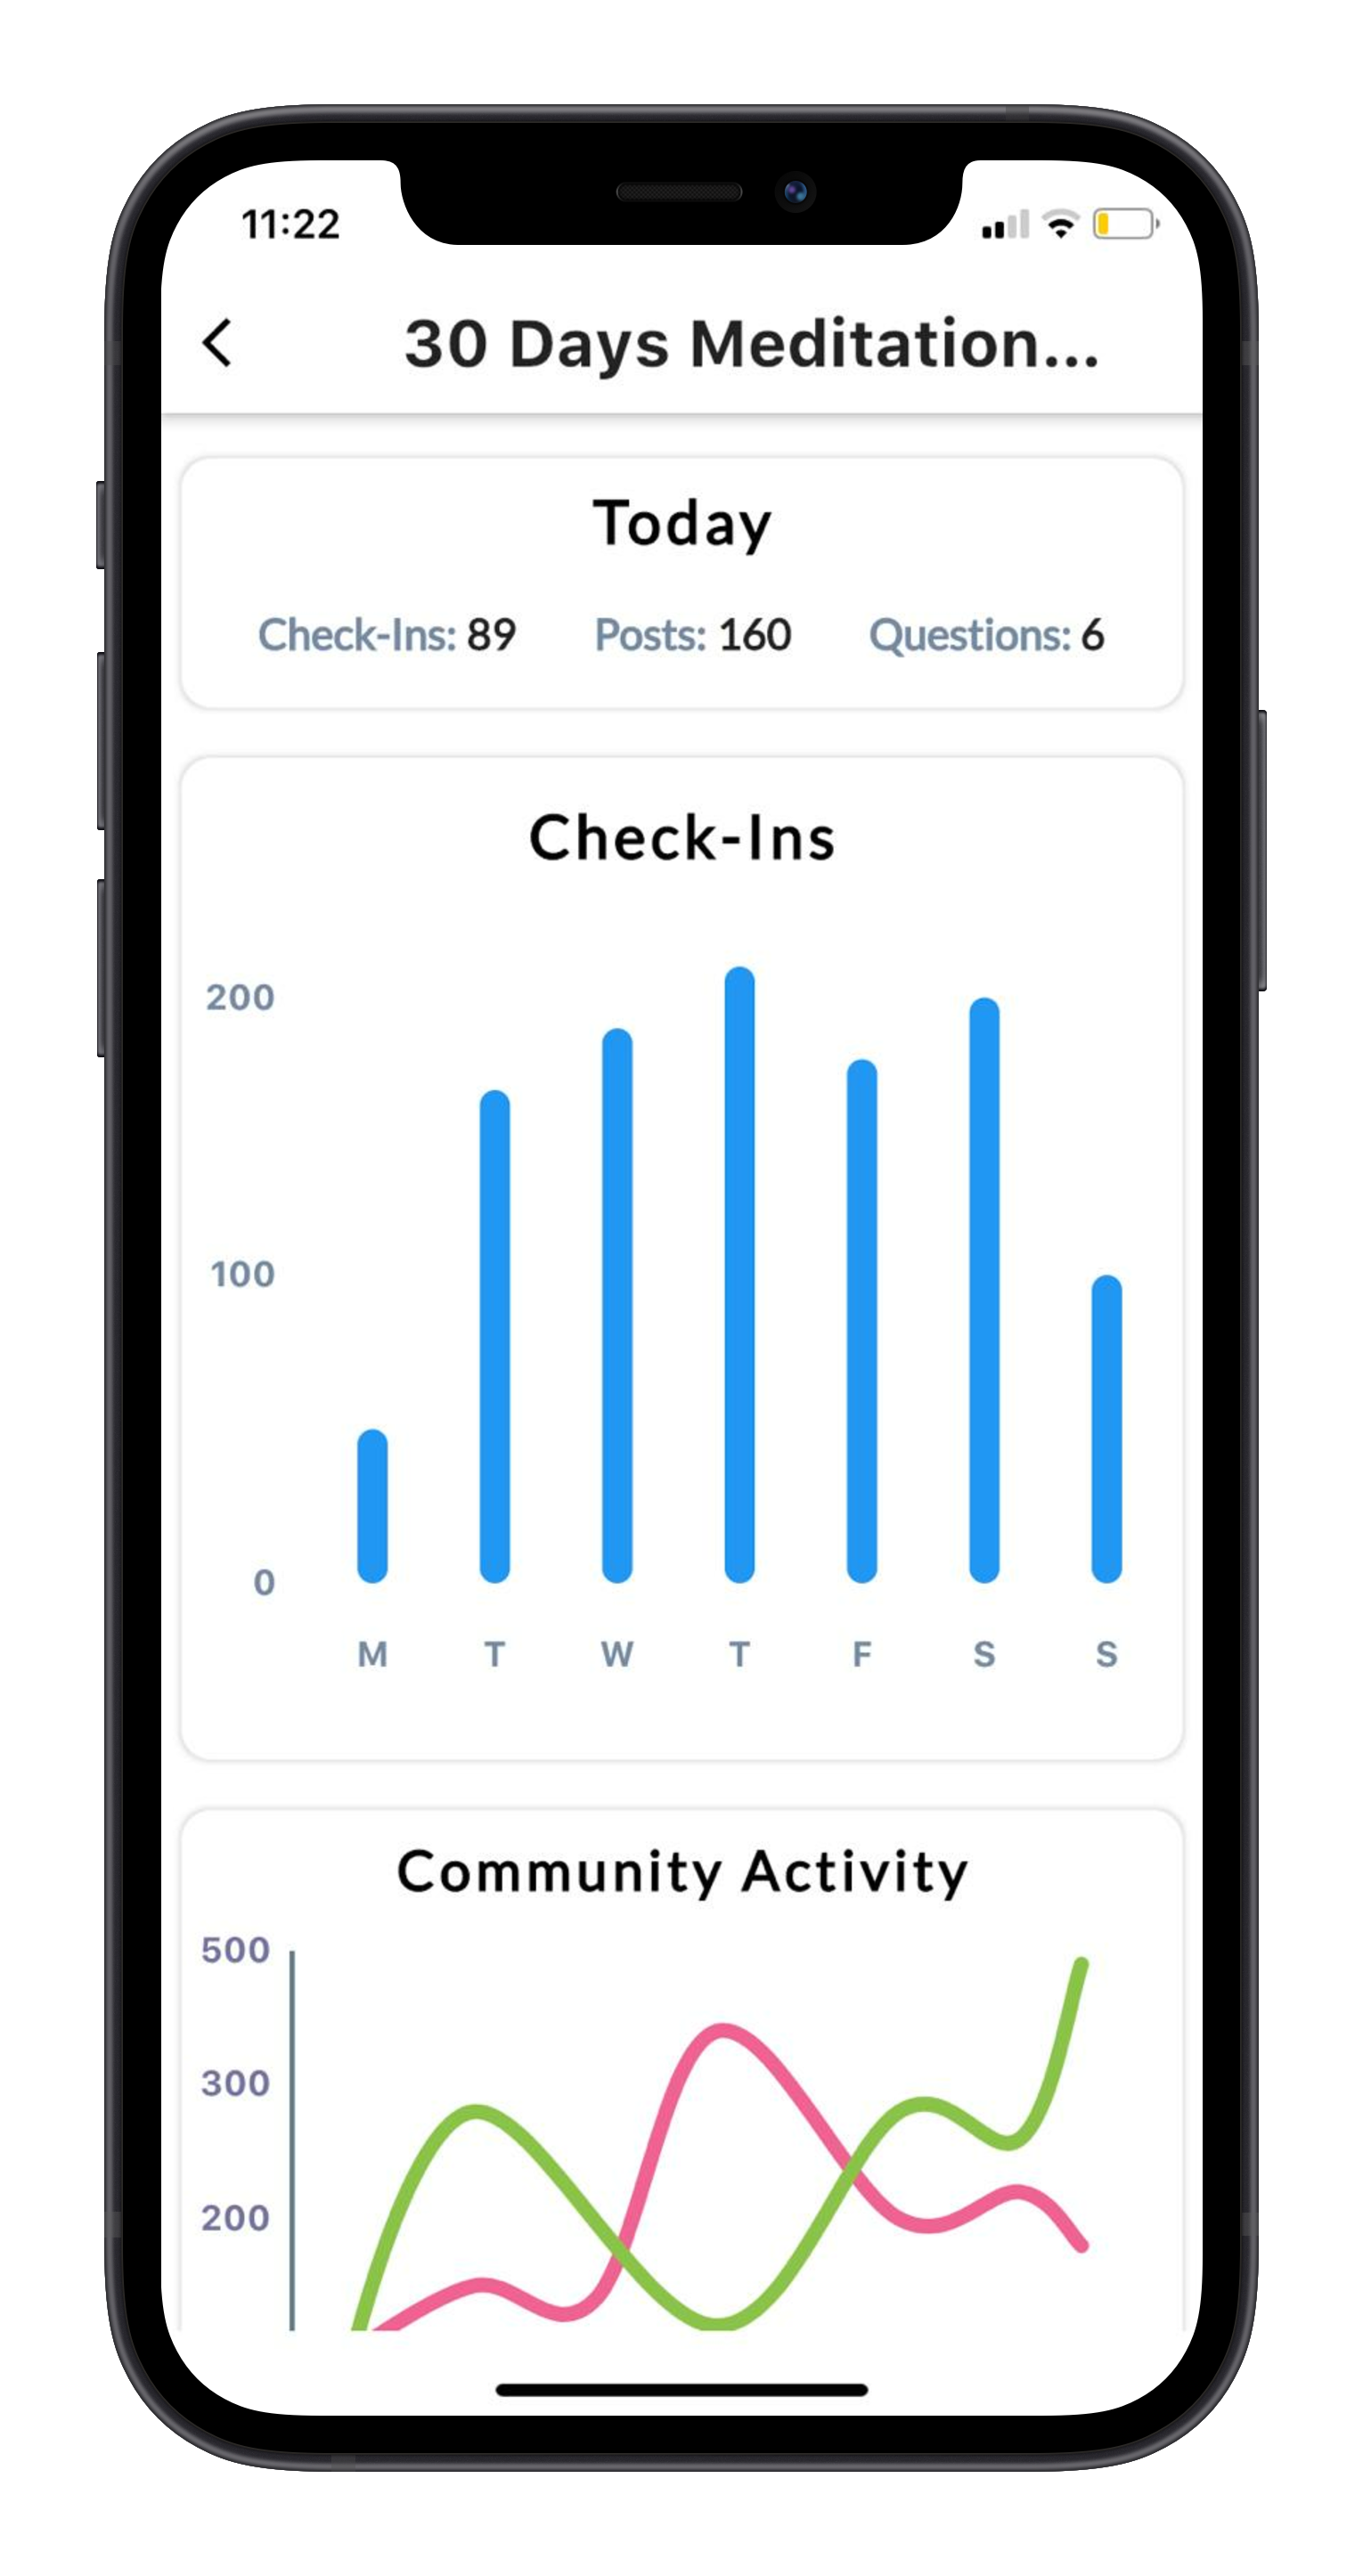 11:22
30 Days Meditation...
Today
Check-Ins: 89 Posts: 160 Questions: 6
Check-Ins
200
100
0
M T W T F S S
Community Activity
500
300
200